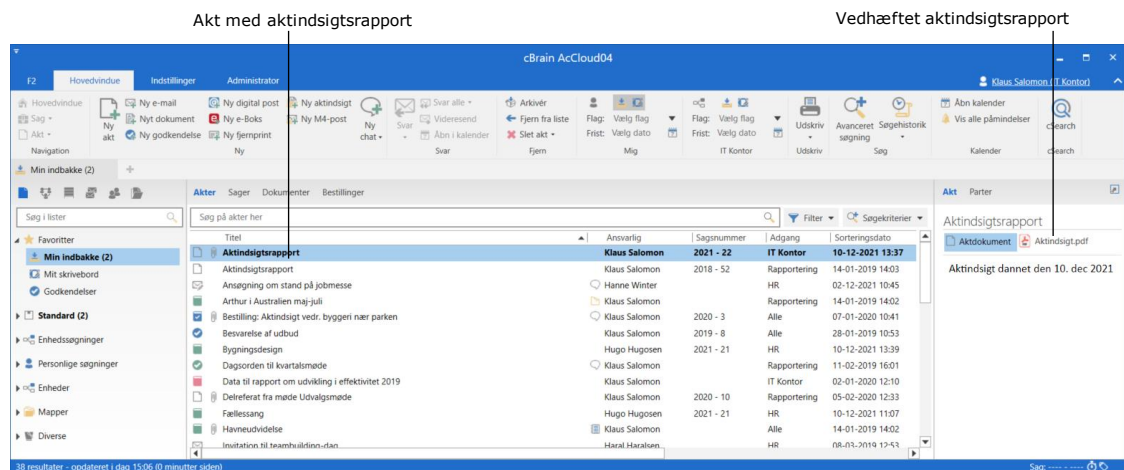 Akt med aktindsigtsrapport Vedhæftet aktindsigtsrapport
cBrain AcCloud04
F2 Hovedvindue Indstillinger Administrator Klaus Salomon (IT Kontor)
Hovedvindue Ny e-mail Ny digital post Ny aktindsigt Svar alle Arkivér Åbn kalender
Sag Nyt dokument Ny e-Boks Ny M4-post Videresend Fjern fra liste Flag: Vælg flag Flag: Vælg flag Vis alle påmindelser
Akt Ny akt Ny godkendelse Ny fjernprint Ny chat Svar Åbn i kalender Slet akt Frist: Vælg dato Frist: Vælg dato Udskriv Avanceret søgning Søgehistorik cSearch
Navigation Ny Svar Fjern Mig IT Kontor Udskriv Søg Kalender cSearch
Min indbakke (2)
Akter Sager Dokumenter Bestillinger Akt Parter
Søg i lister Søg på akter her Filter Søgekriterier Aktindsigtsrapport
Favoritter Titel Ansvarlig Sagsnummer Adgang Sorteringsdato Aktdokument Aktindsigt.pdf
Min indbakke (2) Aktindsigtsrapport Klaus Salomon 2021 - 22 IT Kontor 10-12-2021 13:37
Mit skrivebord Aktindsigtsrapport Klaus Salomon 2018 - 52 Rapportering 14-01-2019 14:03 Aktindsigt dannet den 10. dec 2021
Godkendelser Ansøgning om stand på jobmesse Hanne Winter HR 02-12-2021 10:45
Arthur i Australien maj-juli Klaus Salomon Rapportering 14-01-2019 14:02
Standard (2) Bestilling: Aktindsigt vedr. byggeri nær parken Klaus Salomon 2020 - 3 Alle 07-01-2020 10:41
Enhedssøgninger Besvarelse af udbud Klaus Salomon 2019 - 8 Alle 28-01-2019 10:53
Bygningsdesign Hugo Hugosen 2021 - 21 HR 10-12-2021 13:39
Personlige søgninger Dagsorden til kvartalsmøde Klaus Salomon Rapportering 11-02-2019 16:01
Enheder Data til rapport om udvikling i effektivitet 2019 Klaus Salomon IT Kontor 02-01-2020 12:10
Delreferat fra møde Udvalgsmøde Klaus Salomon 2020 - 10 Rapportering 05-02-2020 12:33
Mapper Fællessang Hugo Hugosen 2021 - 21 HR 10-12-2021 11:07
Diverse Havneudvidelse Klaus Salomon Alle 14-01-2019 14:02
Invitation til teambuilding-dag Haral Haralsen HR 08-03-2019 12:53
38 resultater - opdateret i dag 15:06 (0 minutter siden) Sag: ---- - ----